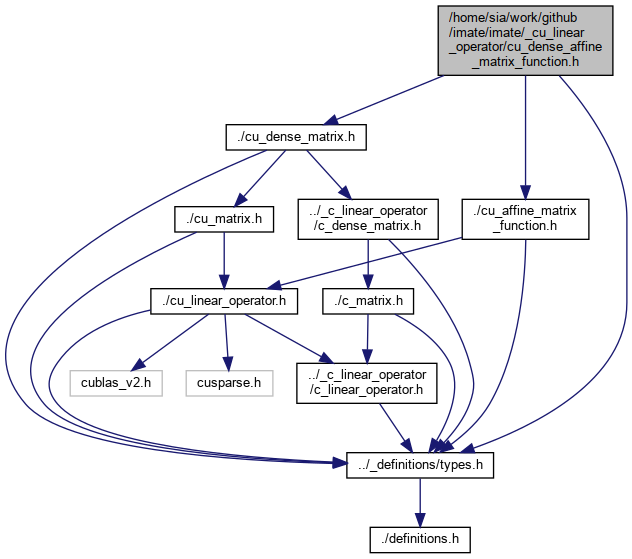 /home/sia/work/github
/imate/imate/_cu_linear
_operator/cu_dense_affine
_matrix_function.h
./cu_dense_matrix.h
./cu_matrix.h
../_c_linear_operator
/c_dense_matrix.h
./cu_affine_matrix
_function.h
./cu_linear_operator.h
./c_matrix.h
cublas_v2.h
cusparse.h
../_c_linear_operator
/c_linear_operator.h
../_definitions/types.h
./definitions.h